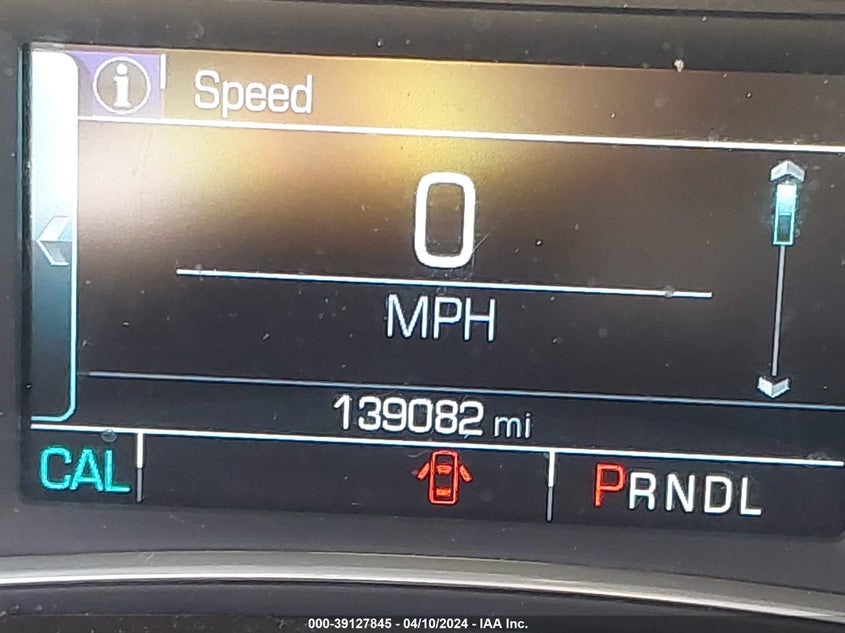 i Speed
0
MPH
139082 mi
CAL PRNDL
000-39127845 - 04/10/2024 - IAA Inc.